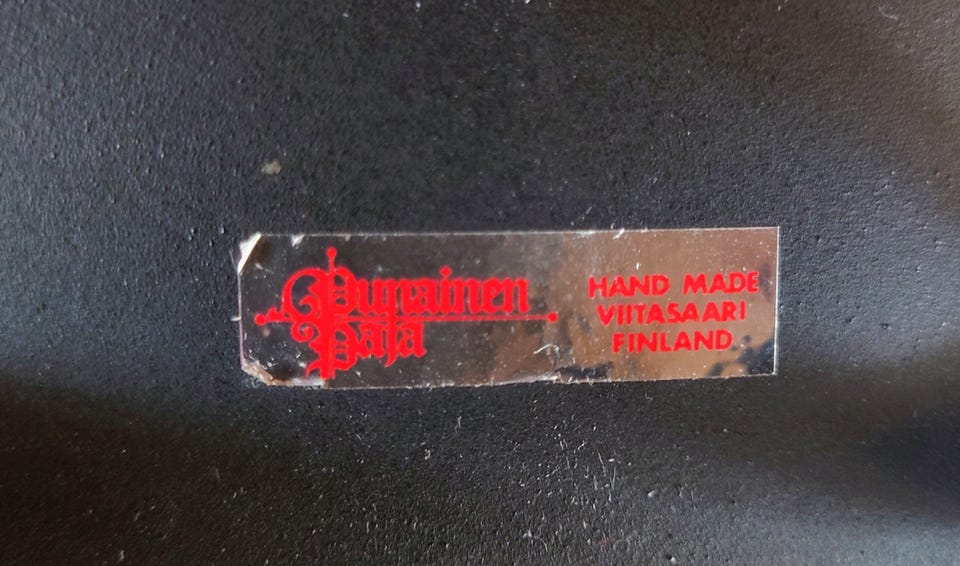 Punainen
Paja
HAND MADE
VIITASAARI
FINLAND